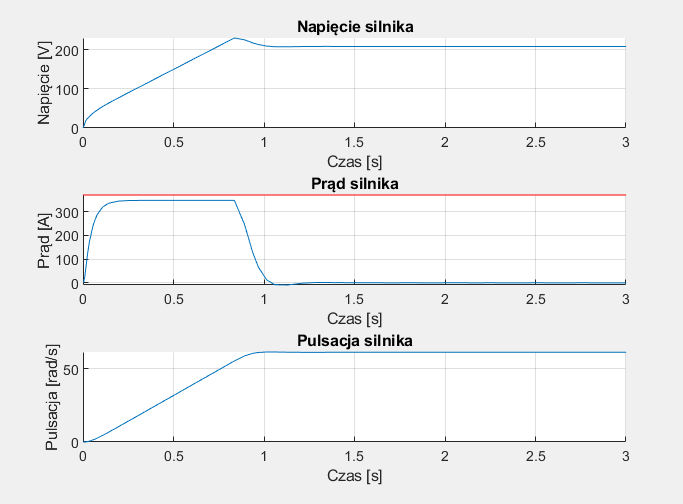 Napięcie silnika
Napięcie [V]
200
100
0
0 0.5 1 1.5 2 2.5 3
Czas [s]
Prąd silnika
Prąd [A]
300
200
100
0
0 0.5 1 1.5 2 2.5 3
Czas [s]
Pulsacja silnika
Pulsacja [rad/s]
50
0
0 0.5 1 1.5 2 2.5 3
Czas [s]